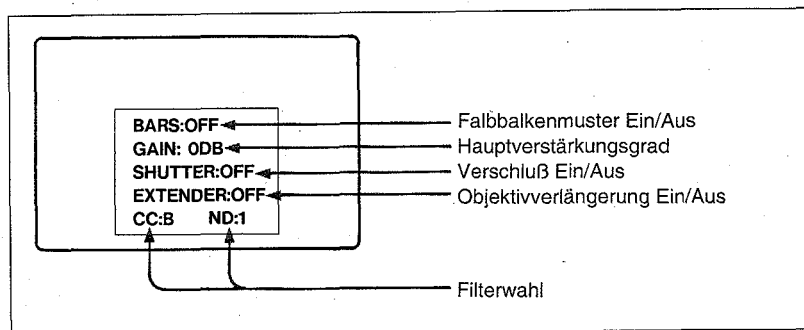 BARS:OFF Falbbalkenmuster Ein/Aus
GAIN: 0DB Hauptverstärkungsgrad
SHUTTER:OFF Verschluß Ein/Aus
EXTENDER:OFF Objektivverlängerung Ein/Aus
CC:B ND:1
Filterwahl